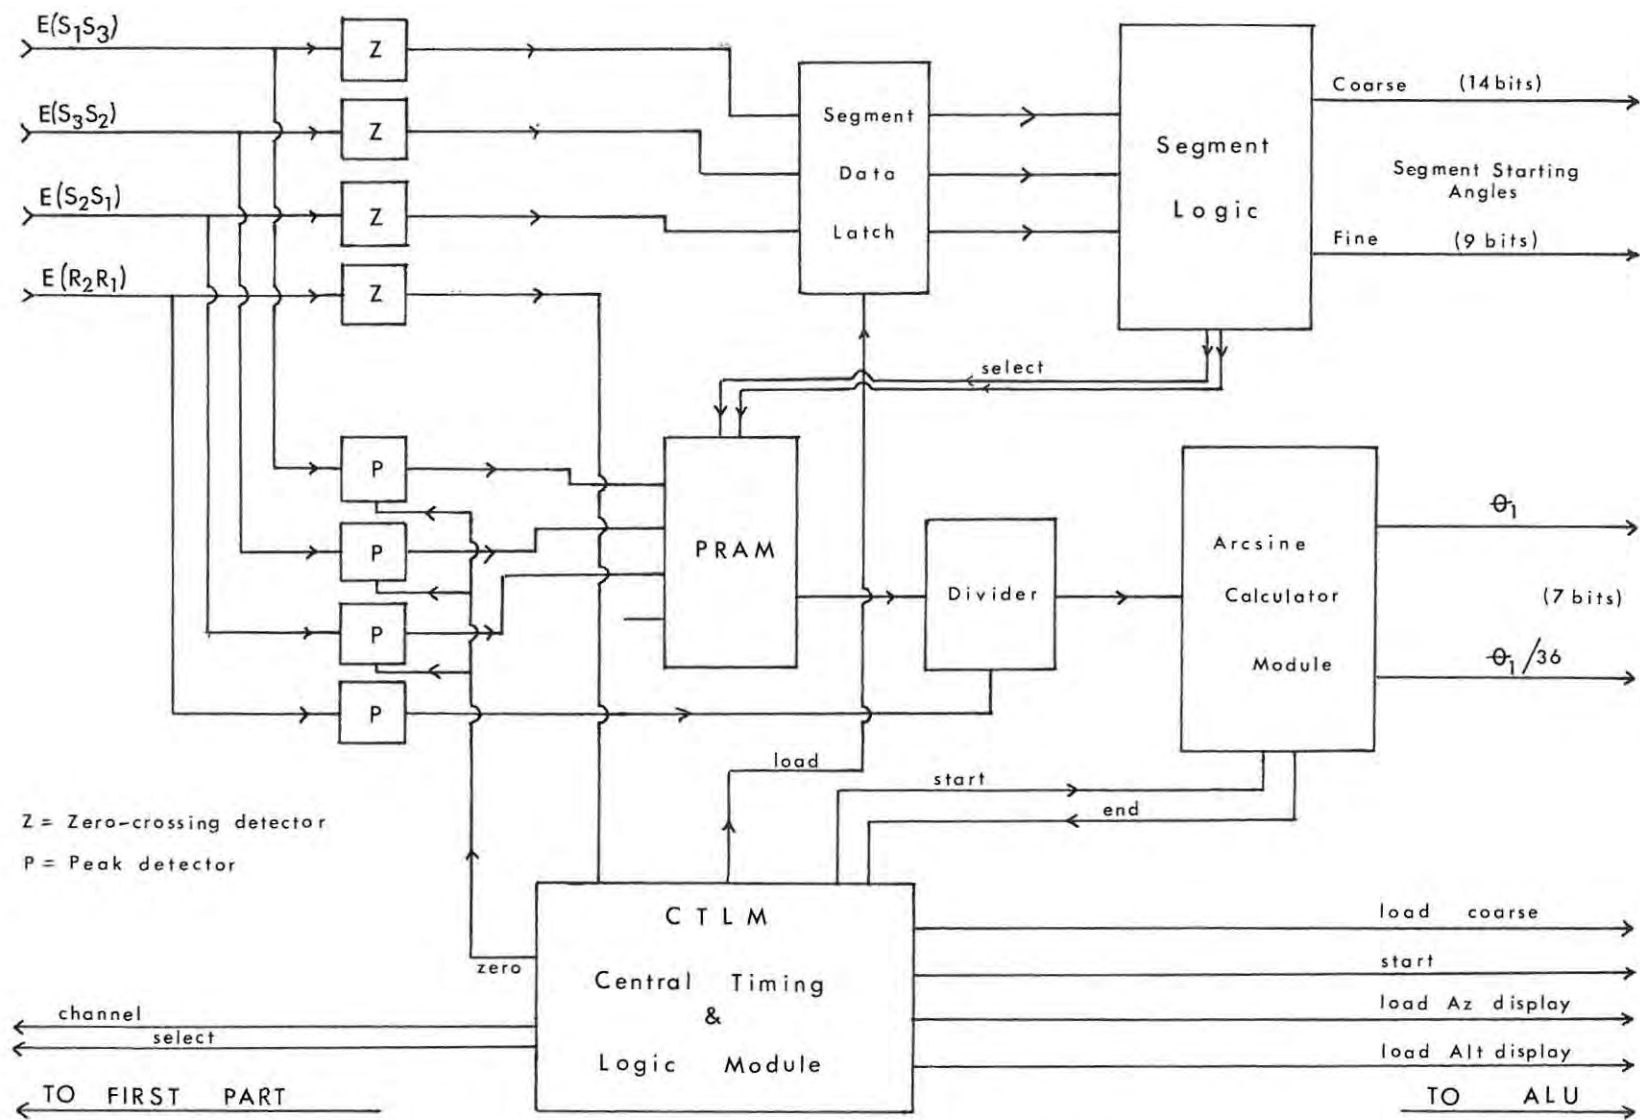 E(S₁S₃)
Z
E(S₃S₂)
Z
E(S₂S₁)
Z
E(R₂R₁)
Z
Segment
Data
Latch
Segment
Logic
Coarse (14 bits)
Segment Starting
Angles
Fine (9 bits)
select
P
P
P
P
PRAM
Divider
Arcsine
Calculator
Module
θ₁
(7 bits)
θ₁/36
load
start
end
Z = Zero-crossing detector
P = Peak detector
zero
CTLM
Central Timing
&
Logic Module
channel
select
TO FIRST PART
load coarse
start
load Az display
load Alt display
TO ALU